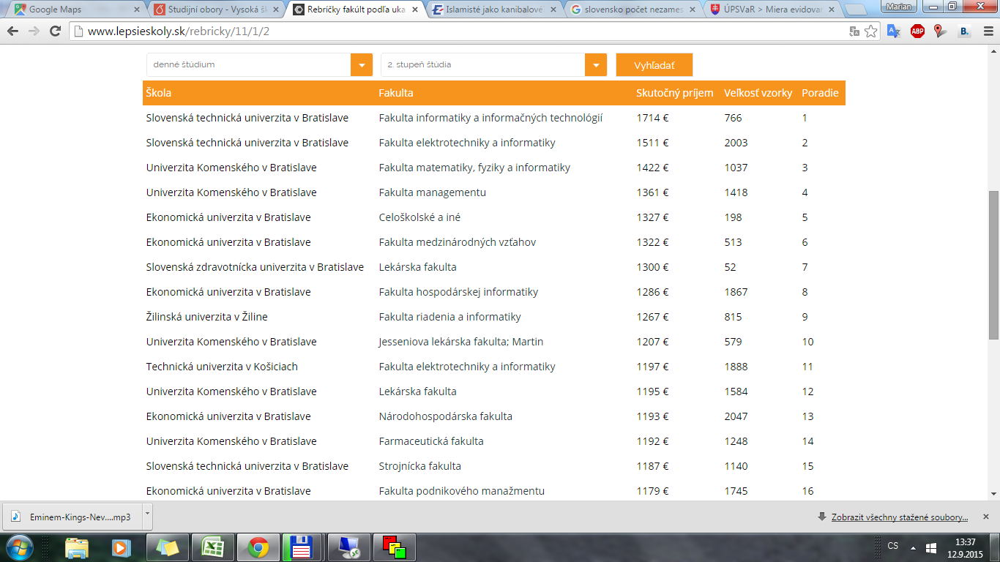 Google Maps
Studijní obory - Vysoká šk
Rebríčky fakúlt podľa uka
Islamisté jako kanibalové
slovensko počet nezames
ÚPSVaR > Miera evidovan
Marian
www.lepsieskoly.sk/rebricky/11/1/2
ABP
B.
denné štúdium
2. stupeň štúdia
Vyhľadať
Škola Fakulta Skutočný príjem Veľkosť vzorky Poradie
Slovenská technická univerzita v Bratislave Fakulta informatiky a informačných technológií 1714 € 766 1
Slovenská technická univerzita v Bratislave Fakulta elektrotechniky a informatiky 1511 € 2003 2
Univerzita Komenského v Bratislave Fakulta matematiky, fyziky a informatiky 1422 € 1037 3
Univerzita Komenského v Bratislave Fakulta managementu 1361 € 1418 4
Ekonomická univerzita v Bratislave Celoškolské a iné 1327 € 198 5
Ekonomická univerzita v Bratislave Fakulta medzinárodných vzťahov 1322 € 513 6
Slovenská zdravotnícka univerzita v Bratislave Lekárska fakulta 1300 € 52 7
Ekonomická univerzita v Bratislave Fakulta hospodárskej informatiky 1286 € 1867 8
Žilinská univerzita v Žiline Fakulta riadenia a informatiky 1267 € 815 9
Univerzita Komenského v Bratislave Jesseniova lekárska fakulta; Martin 1207 € 579 10
Technická univerzita v Košiciach Fakulta elektrotechniky a informatiky 1197 € 1888 11
Univerzita Komenského v Bratislave Lekárska fakulta 1195 € 1584 12
Ekonomická univerzita v Bratislave Národohospodárska fakulta 1193 € 2047 13
Univerzita Komenského v Bratislave Farmaceutická fakulta 1192 € 1248 14
Slovenská technická univerzita v Bratislave Strojnícka fakulta 1187 € 1140 15
Ekonomická univerzita v Bratislave Fakulta podnikového manažmentu 1179 € 1745 16
Eminem-Kings-Nev....mp3
Zobrazit všechny stažené soubory...
CS
13:37
12.9.2015